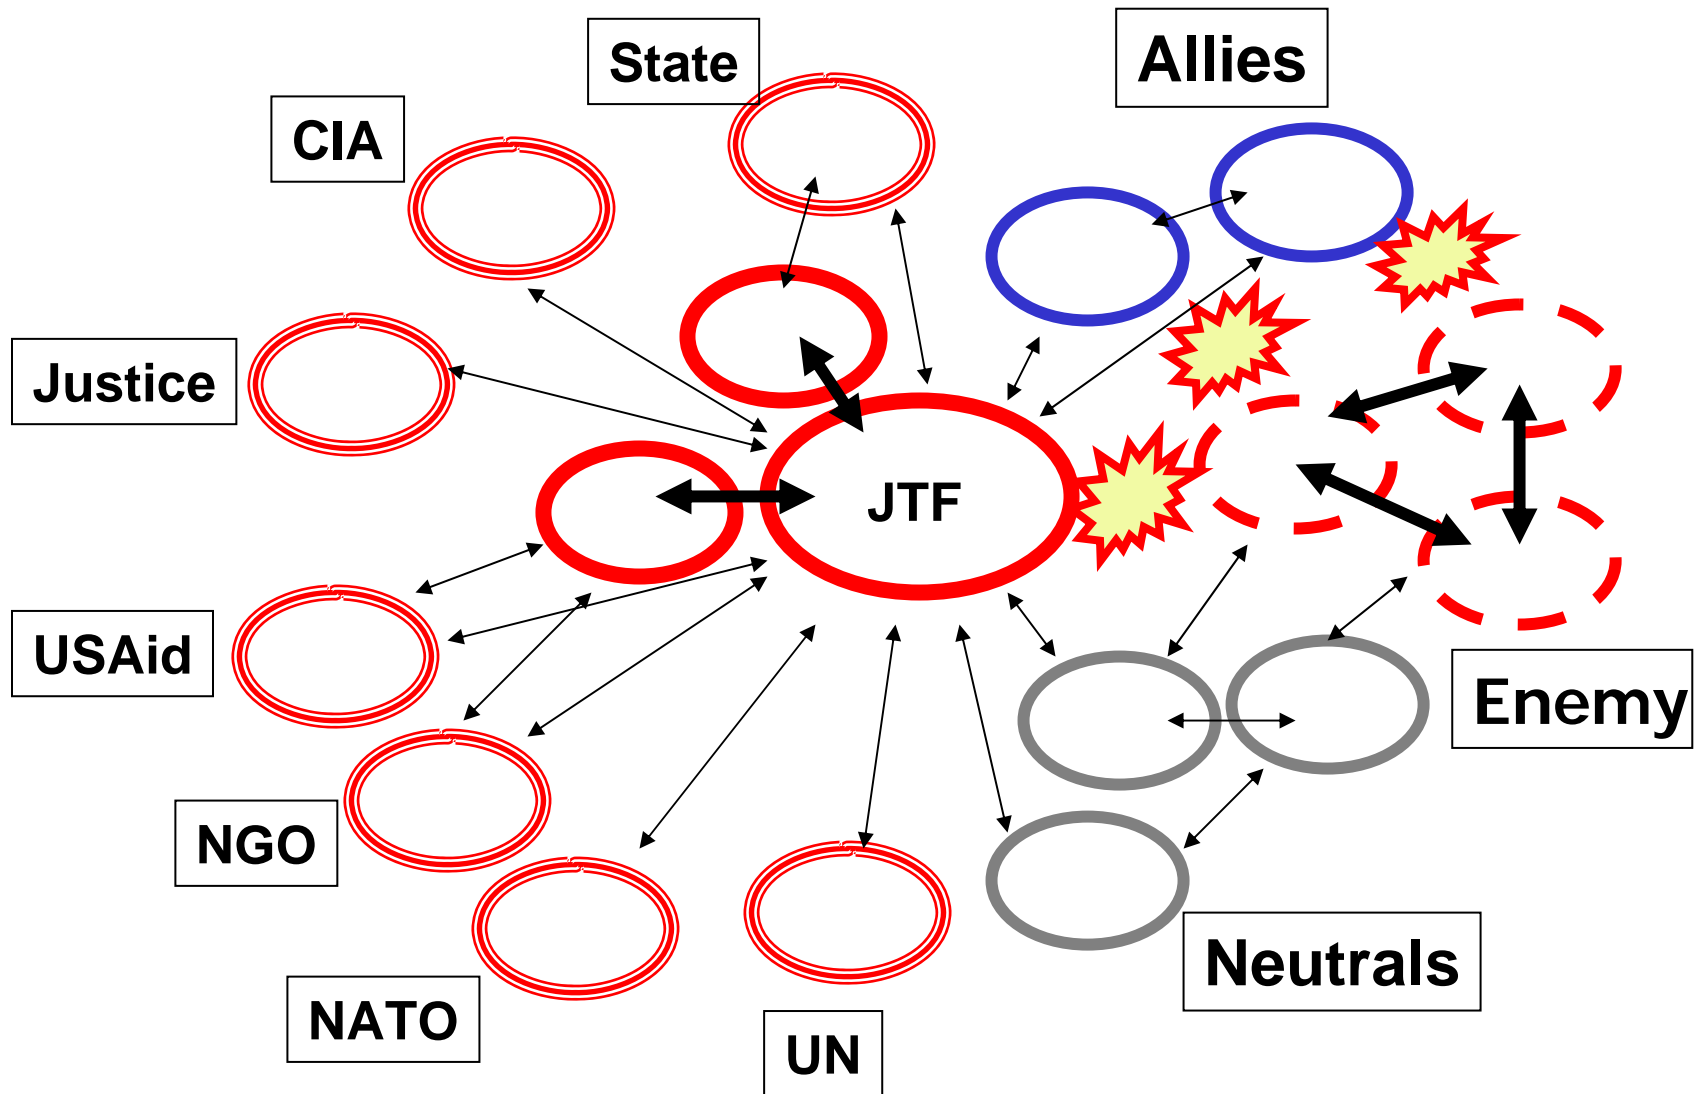 State
Allies
CIA
Justice
JTF
USAid
Enemy
NGO
Neutrals
NATO
UN